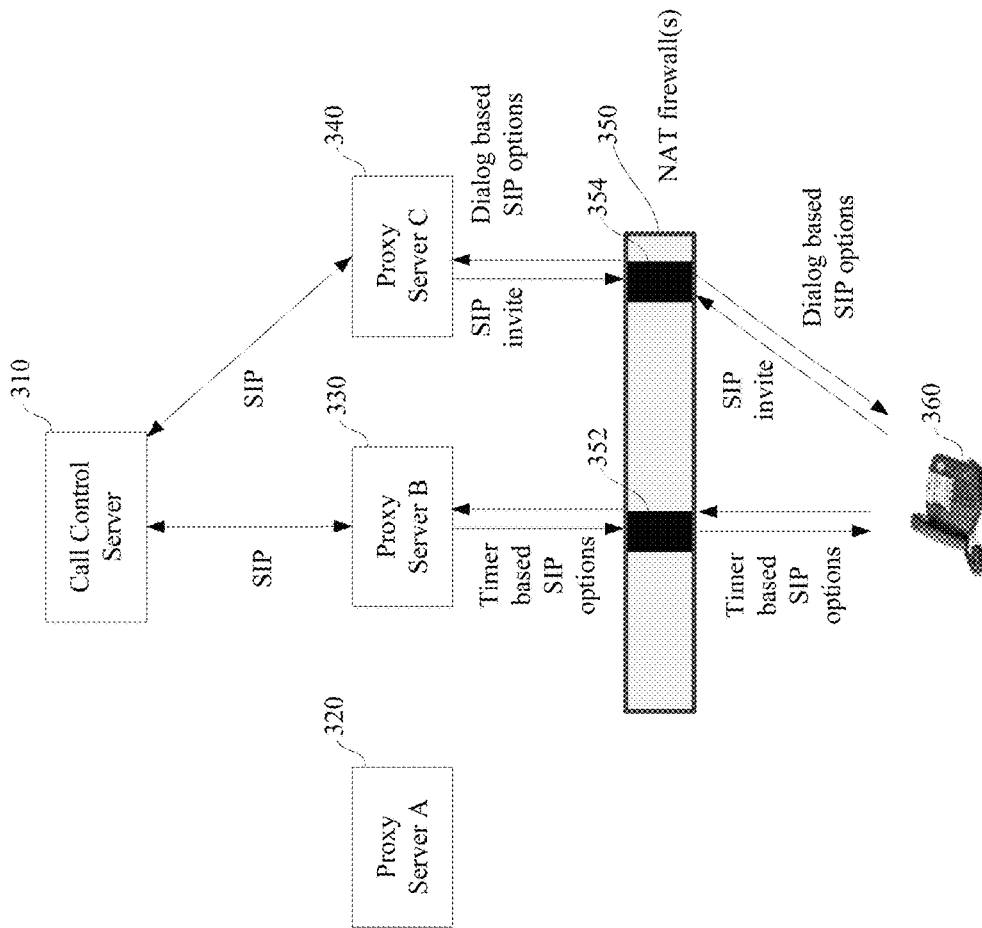 310
Call Control
Server
SIP
SIP
320
Proxy
Server A
330
Proxy
Server B
340
Proxy
Server C
Timer
based
SIP
options
SIP
invite
Dialog based
SIP options
352
354
350
NAT firewall(s)
Timer
based
SIP
options
SIP
invite
Dialog based
SIP options
360